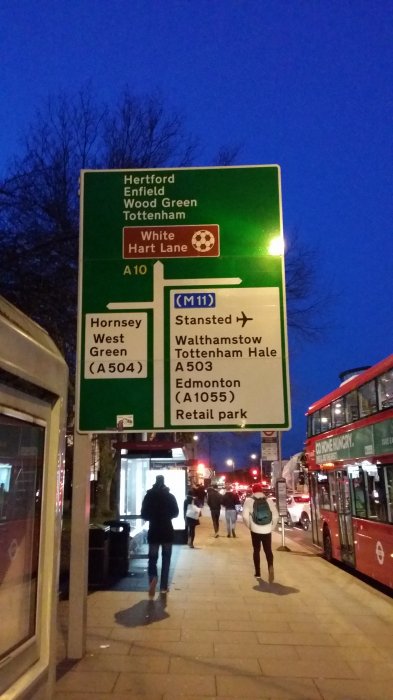 Hertford
Enfield
Wood Green
Tottenham
White
Hart Lane
A10
(M11)
Stansted
Hornsey
West
Green
(A504)
Walthamstow
Tottenham Hale
A503
Edmonton
(A1055)
Retail park